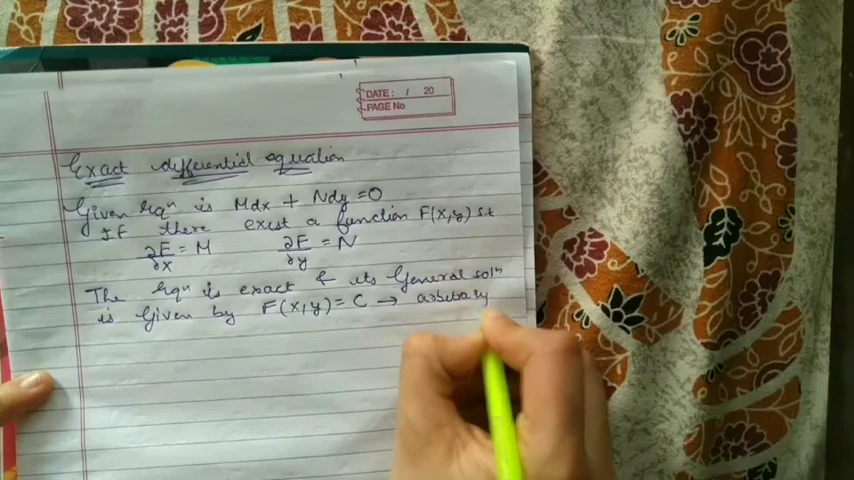 DATE: / 20
PAGE No
Exact differential equation
Given Eqⁿ is Mdx + Ndy = 0
If there exist a function F(x,y) st
∂F/∂x = M ∂F/∂y = N
The Eqⁿ is exact & its General solⁿ
is Given by F(x,y) = C → arbitrary